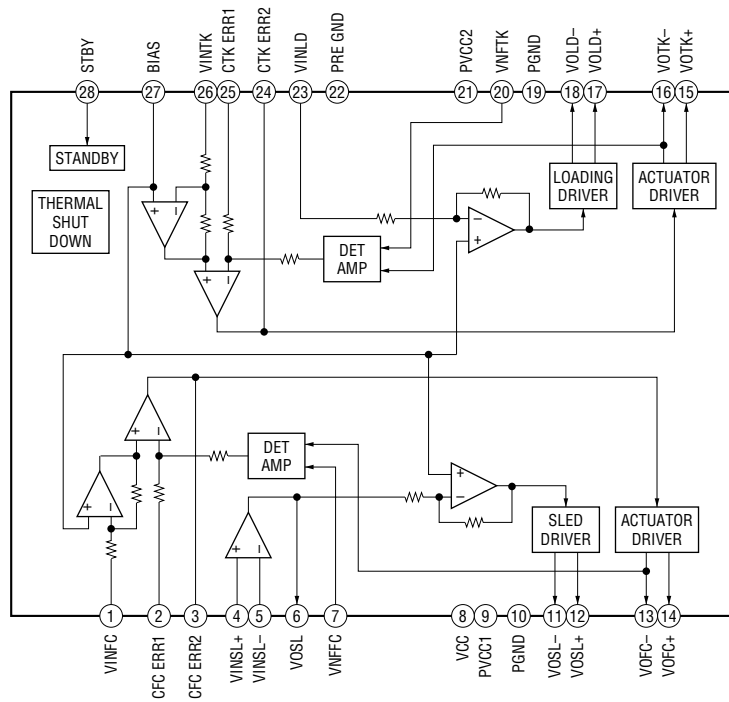 STBY
BIAS
VINTK
CTK ERR1
CTK ERR2
VINLD
PRE GND
PVCC2
VNFTK
PGND
VOLD–
VOLD+
VOTK–
VOTK+
28 27 26 25 24 23 22 21 20 19 18 17 16 15
STANDBY
THERMAL
SHUT
DOWN
LOADING
DRIVER
ACTUATOR
DRIVER
+ –
–
+
DET
AMP
+ –
+ –
DET
AMP
+
–
+ –
+ –
SLED
DRIVER
ACTUATOR
DRIVER
1 2 3 4 5 6 7 8 9 10 11 12 13 14
VINFC
CFC ERR1
CFC ERR2
VINSL+
VINSL–
VOSL
VNFFC
VCC
PVCC1
PGND
VOSL–
VOSL+
VOFC–
VOFC+